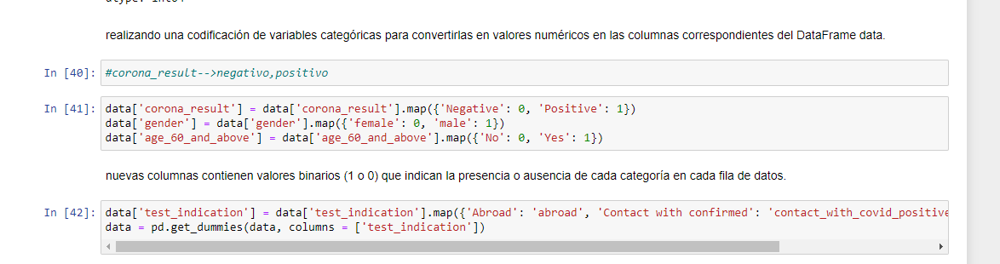 realizando una codificación de variables categóricas para convertirlas en valores numéricos en las columnas correspondientes del DataFrame data.
In [40]: #corona_result-->negativo,positivo
In [41]: data['corona_result'] = data['corona_result'].map({'Negative': 0, 'Positive': 1})
data['gender'] = data['gender'].map({'female': 0, 'male': 1})
data['age_60_and_above'] = data['age_60_and_above'].map({'No': 0, 'Yes': 1})
nuevas columnas contienen valores binarios (1 o 0) que indican la presencia o ausencia de cada categoría en cada fila de datos.
In [42]: data['test_indication'] = data['test_indication'].map({'Abroad': 'abroad', 'Contact with confirmed': 'contact_with_covid_positive
data = pd.get_dummies(data, columns = ['test_indication'])